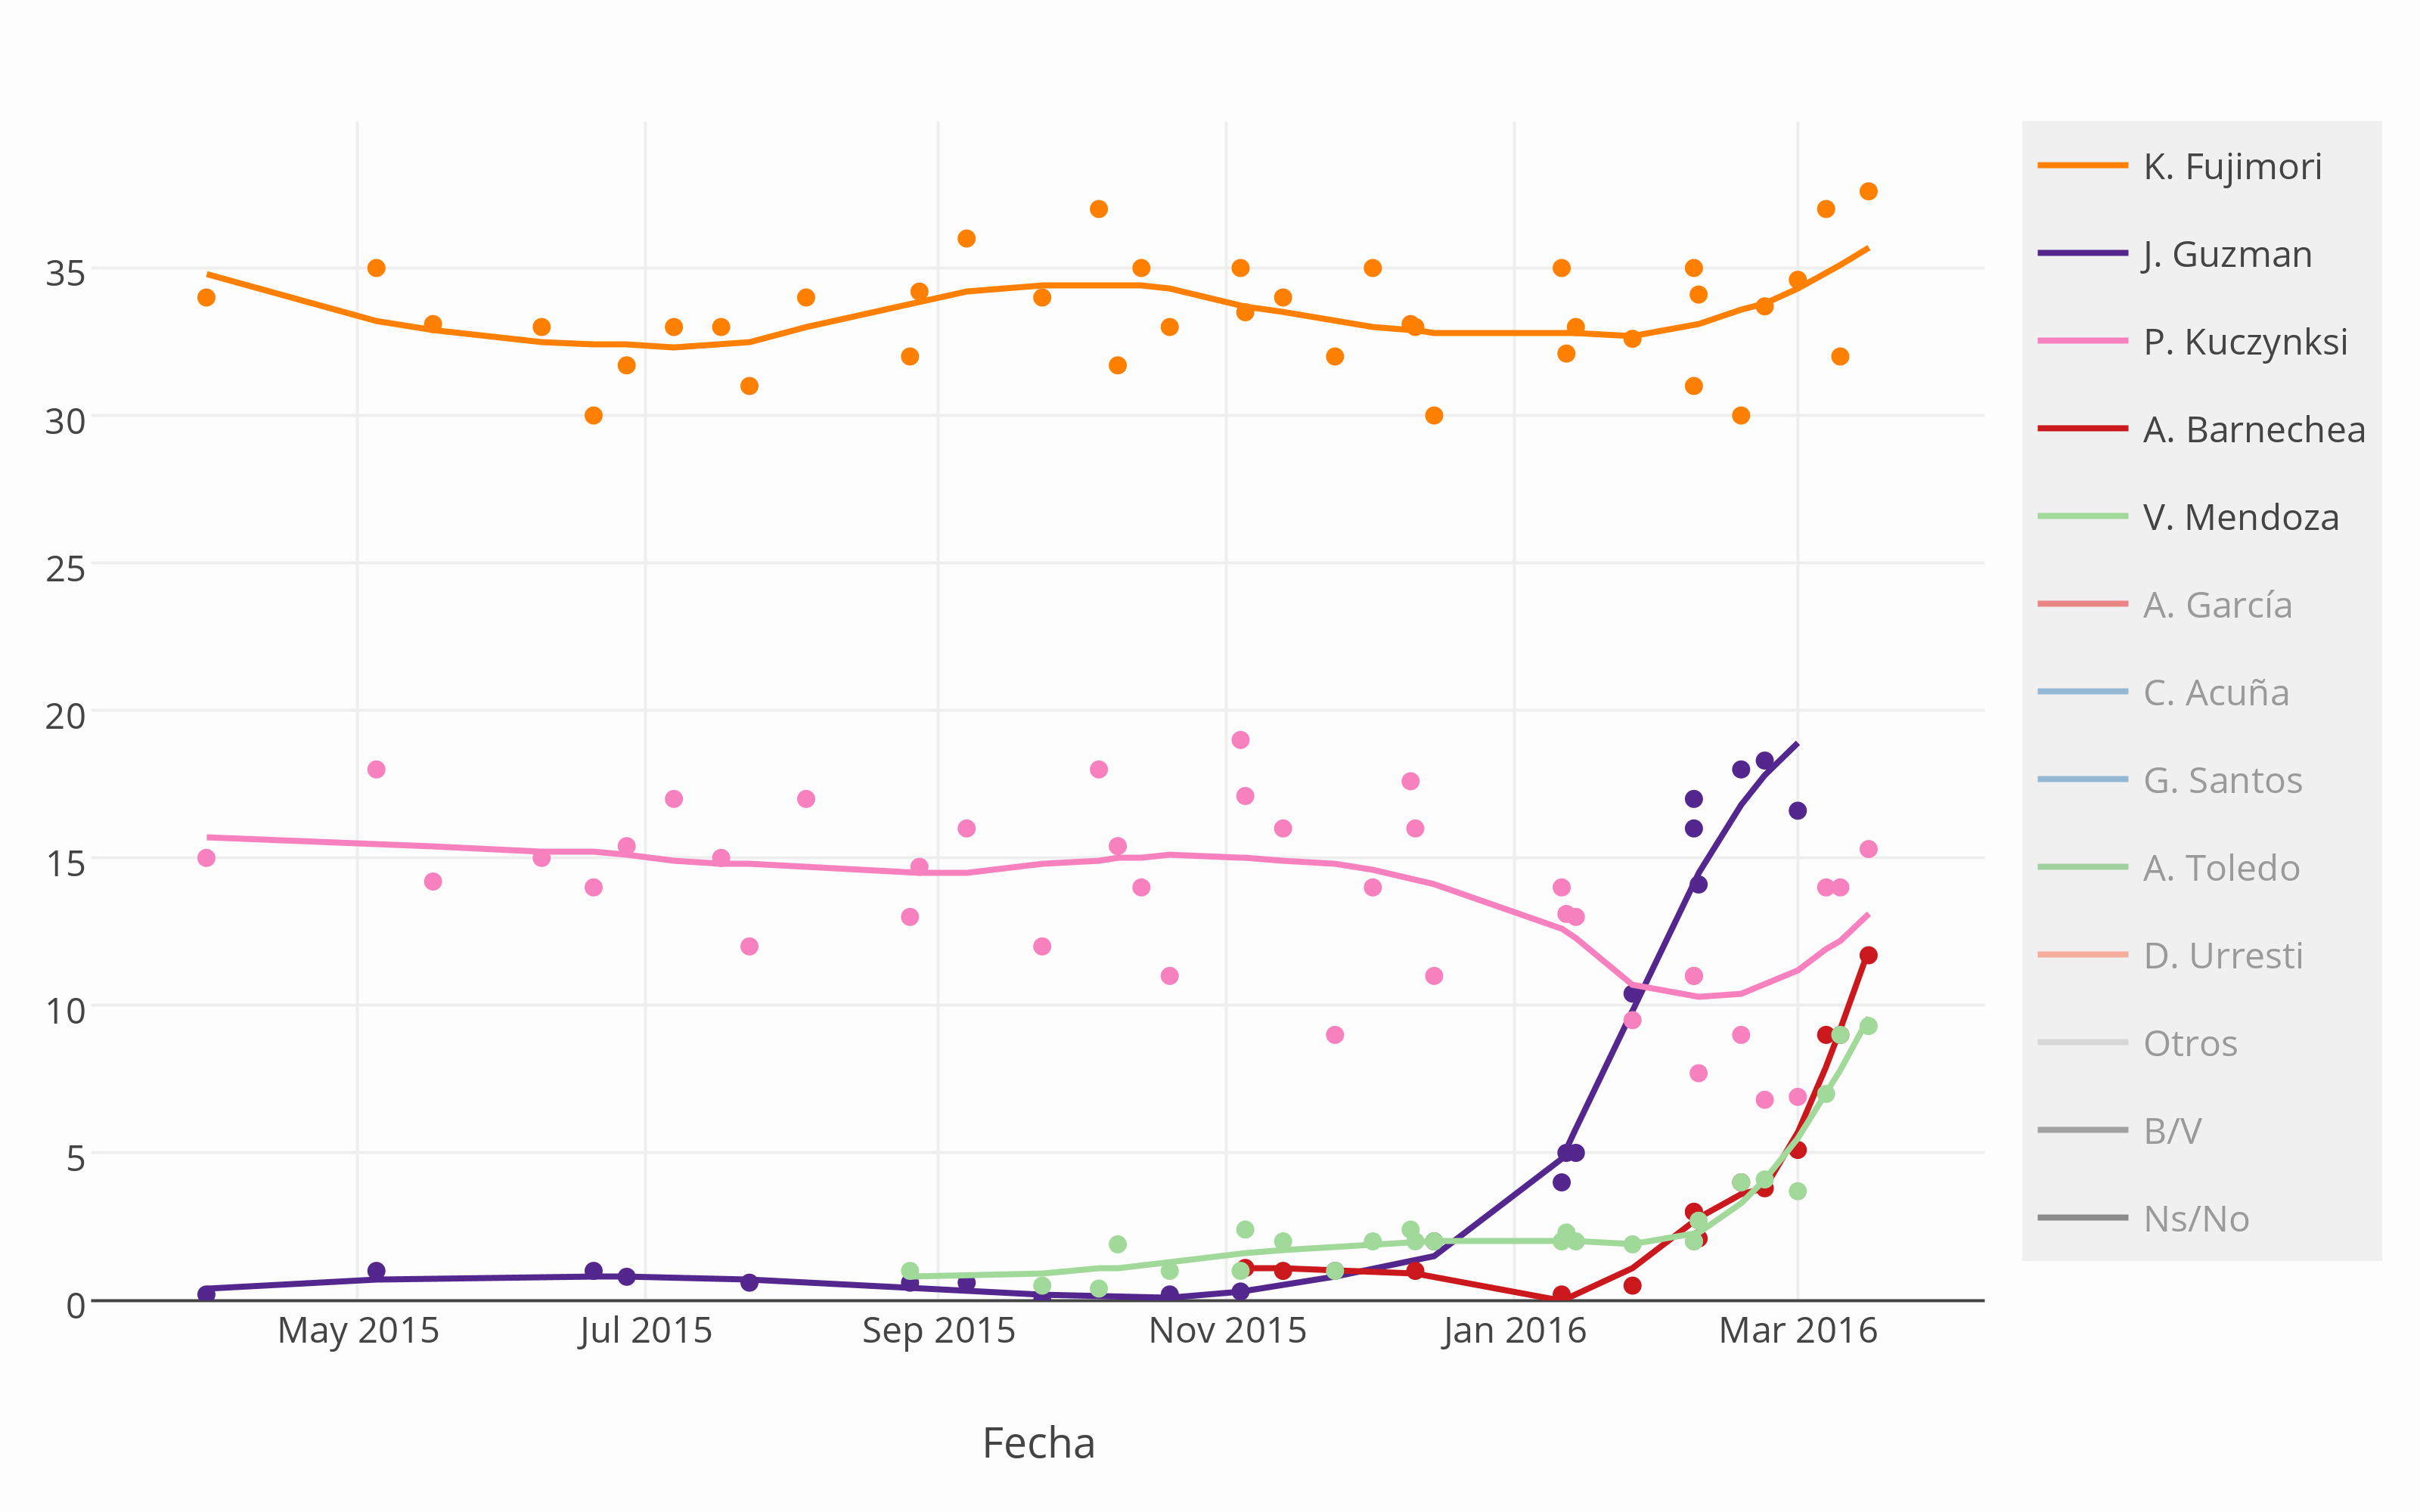 35
30
25
20
15
10
5
0
May 2015
Jul 2015
Sep 2015
Nov 2015
Jan 2016
Mar 2016
Fecha
K. Fujimori
J. Guzman
P. Kuczynksi
A. Barnechea
V. Mendoza
A. García
C. Acuña
G. Santos
A. Toledo
D. Urresti
Otros
B/V
Ns/No